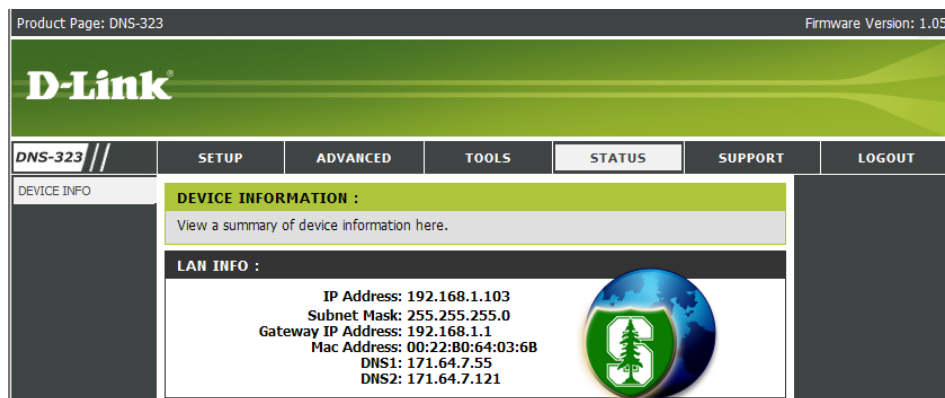 Product Page: DNS-323 Firmware Version: 1.05
D-Link®
DNS-323 SETUP ADVANCED TOOLS STATUS SUPPORT LOGOUT
DEVICE INFO
DEVICE INFORMATION :
View a summary of device information here.
LAN INFO :
IP Address: 192.168.1.103
Subnet Mask: 255.255.255.0
Gateway IP Address: 192.168.1.1
Mac Address: 00:22:B0:64:03:6B
DNS1: 171.64.7.55
DNS2: 171.64.7.121
S